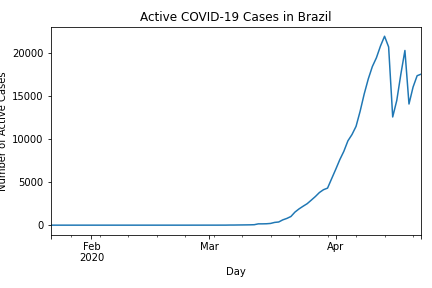 Active COVID-19 Cases in Brazil
Number of Active Cases
20000
15000
10000
5000
0
Feb
2020
Mar
Apr
Day